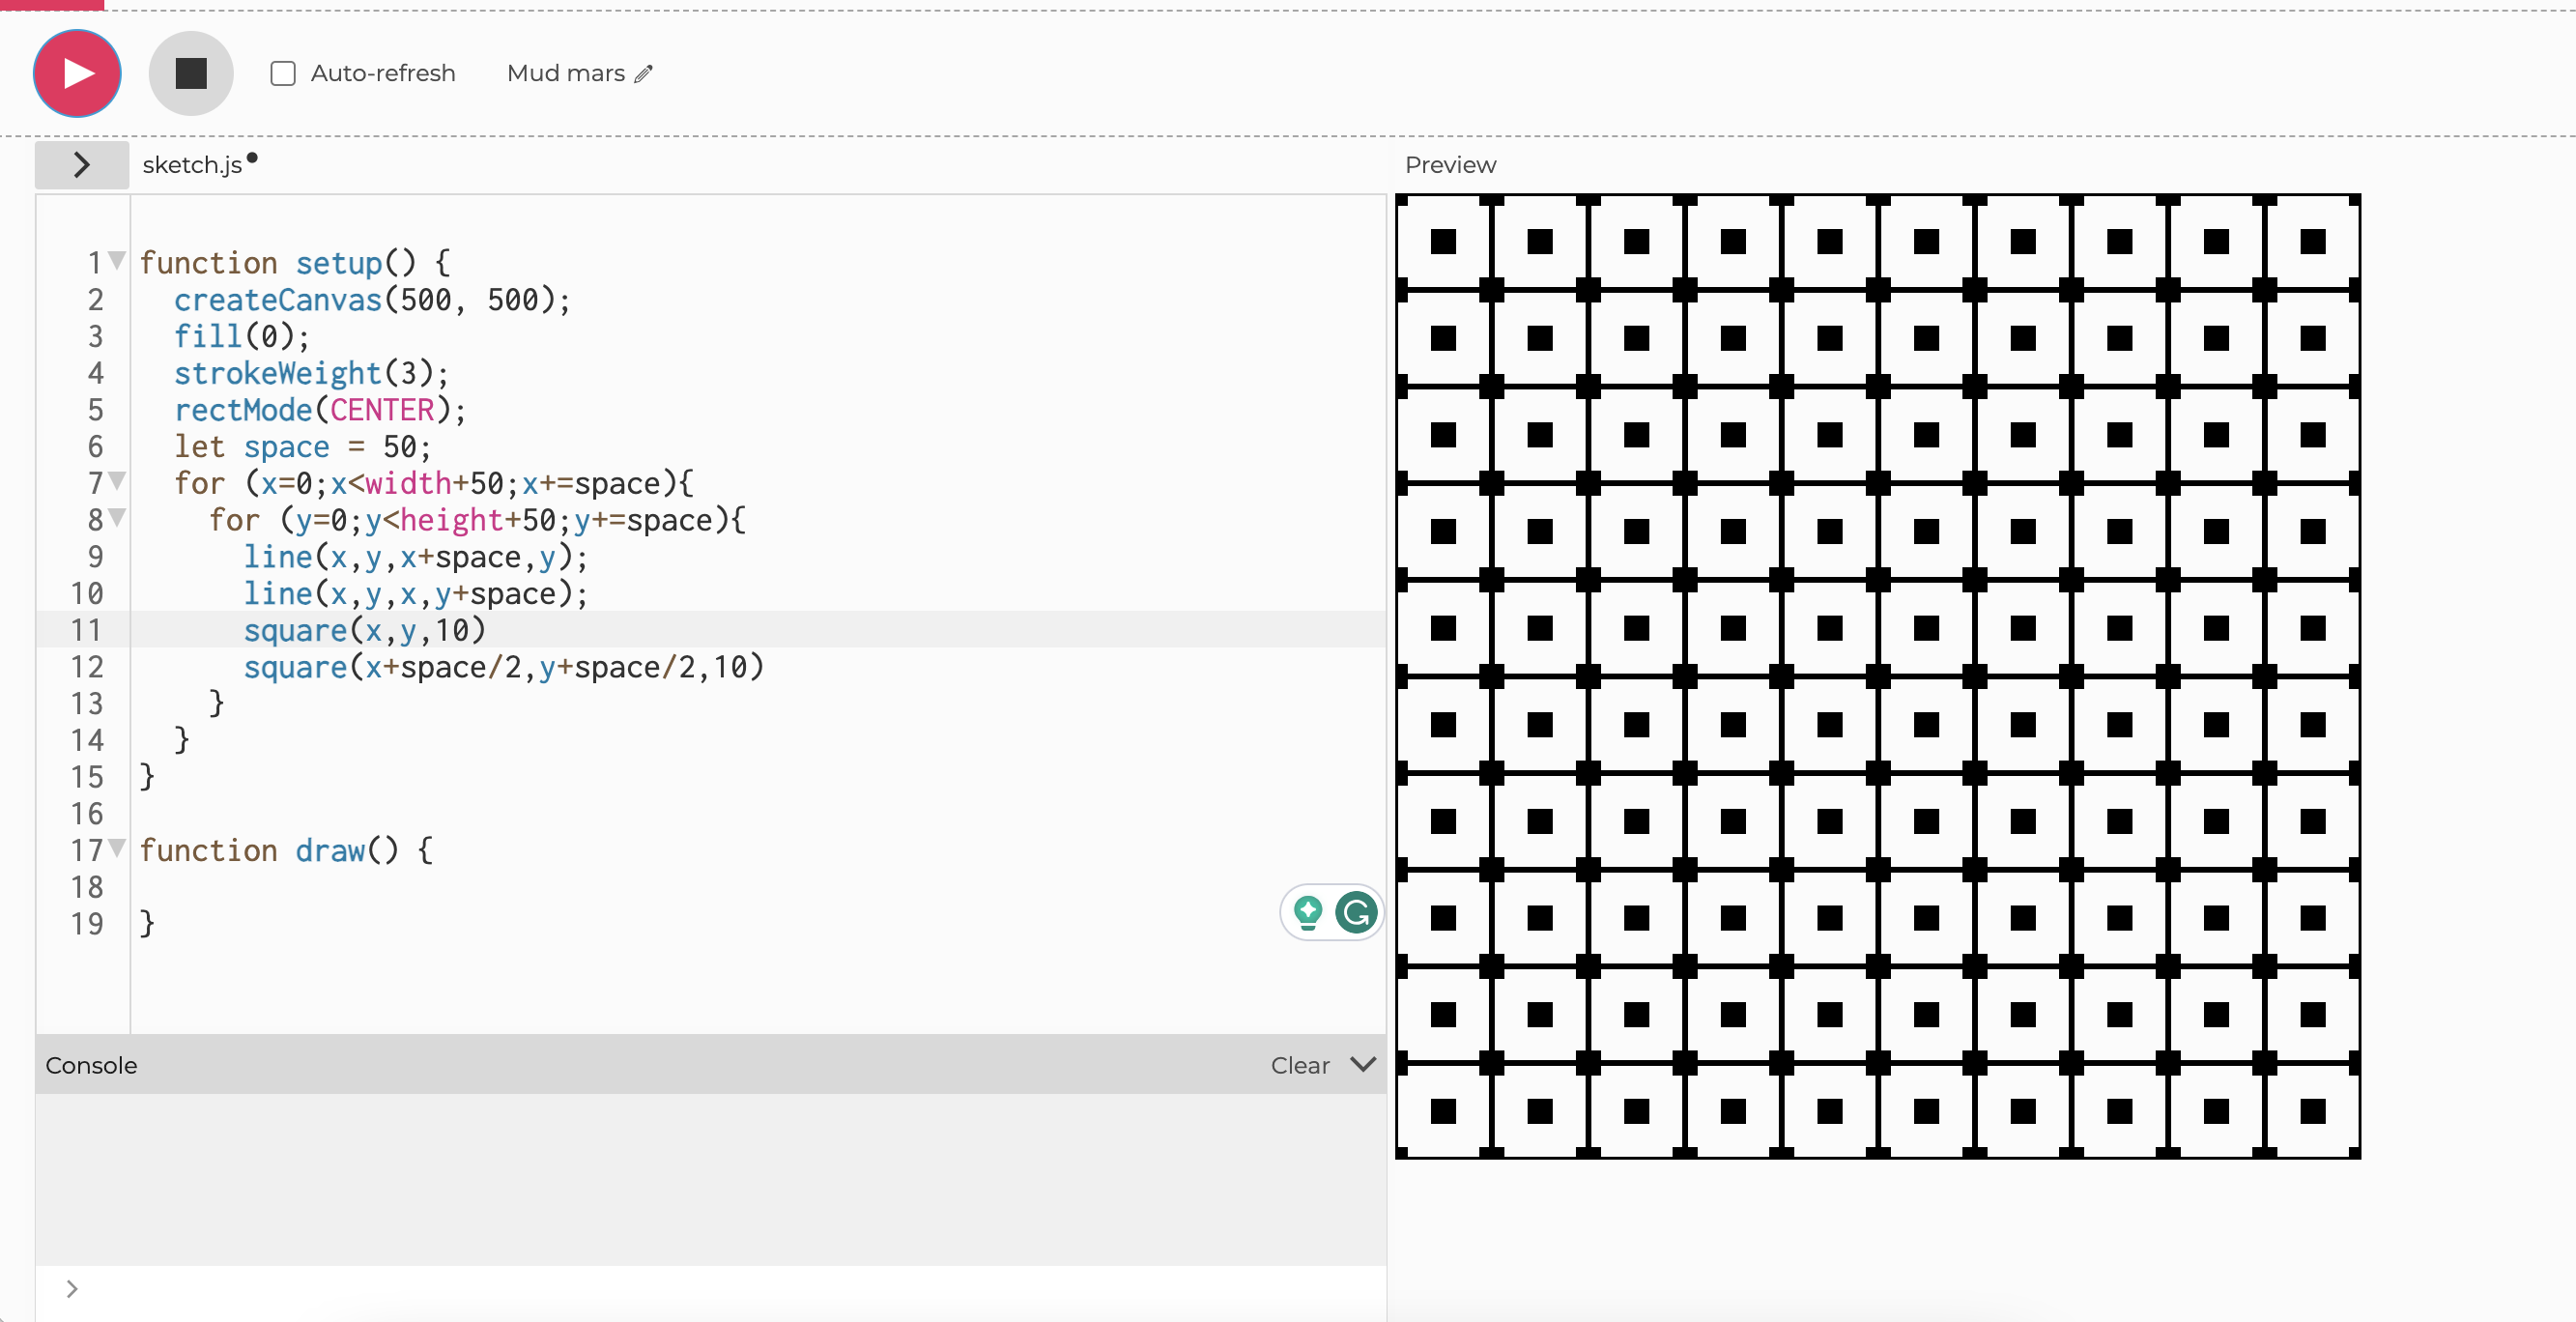 Auto-refresh Mud mars
sketch.js
Preview
1 function setup() {
2   createCanvas(500, 500);
3   fill(0);
4   strokeWeight(3);
5   rectMode(CENTER);
6   let space = 50;
7   for (x=0;x<width+50;x+=space){
8     for (y=0;y<height+50;y+=space){
9       line(x,y,x+space,y);
10       line(x,y,x,y+space);
11       square(x,y,10)
12       square(x+space/2,y+space/2,10)
13     }
14   }
15 }
16
17 function draw() {
18
19 }
Console Clear